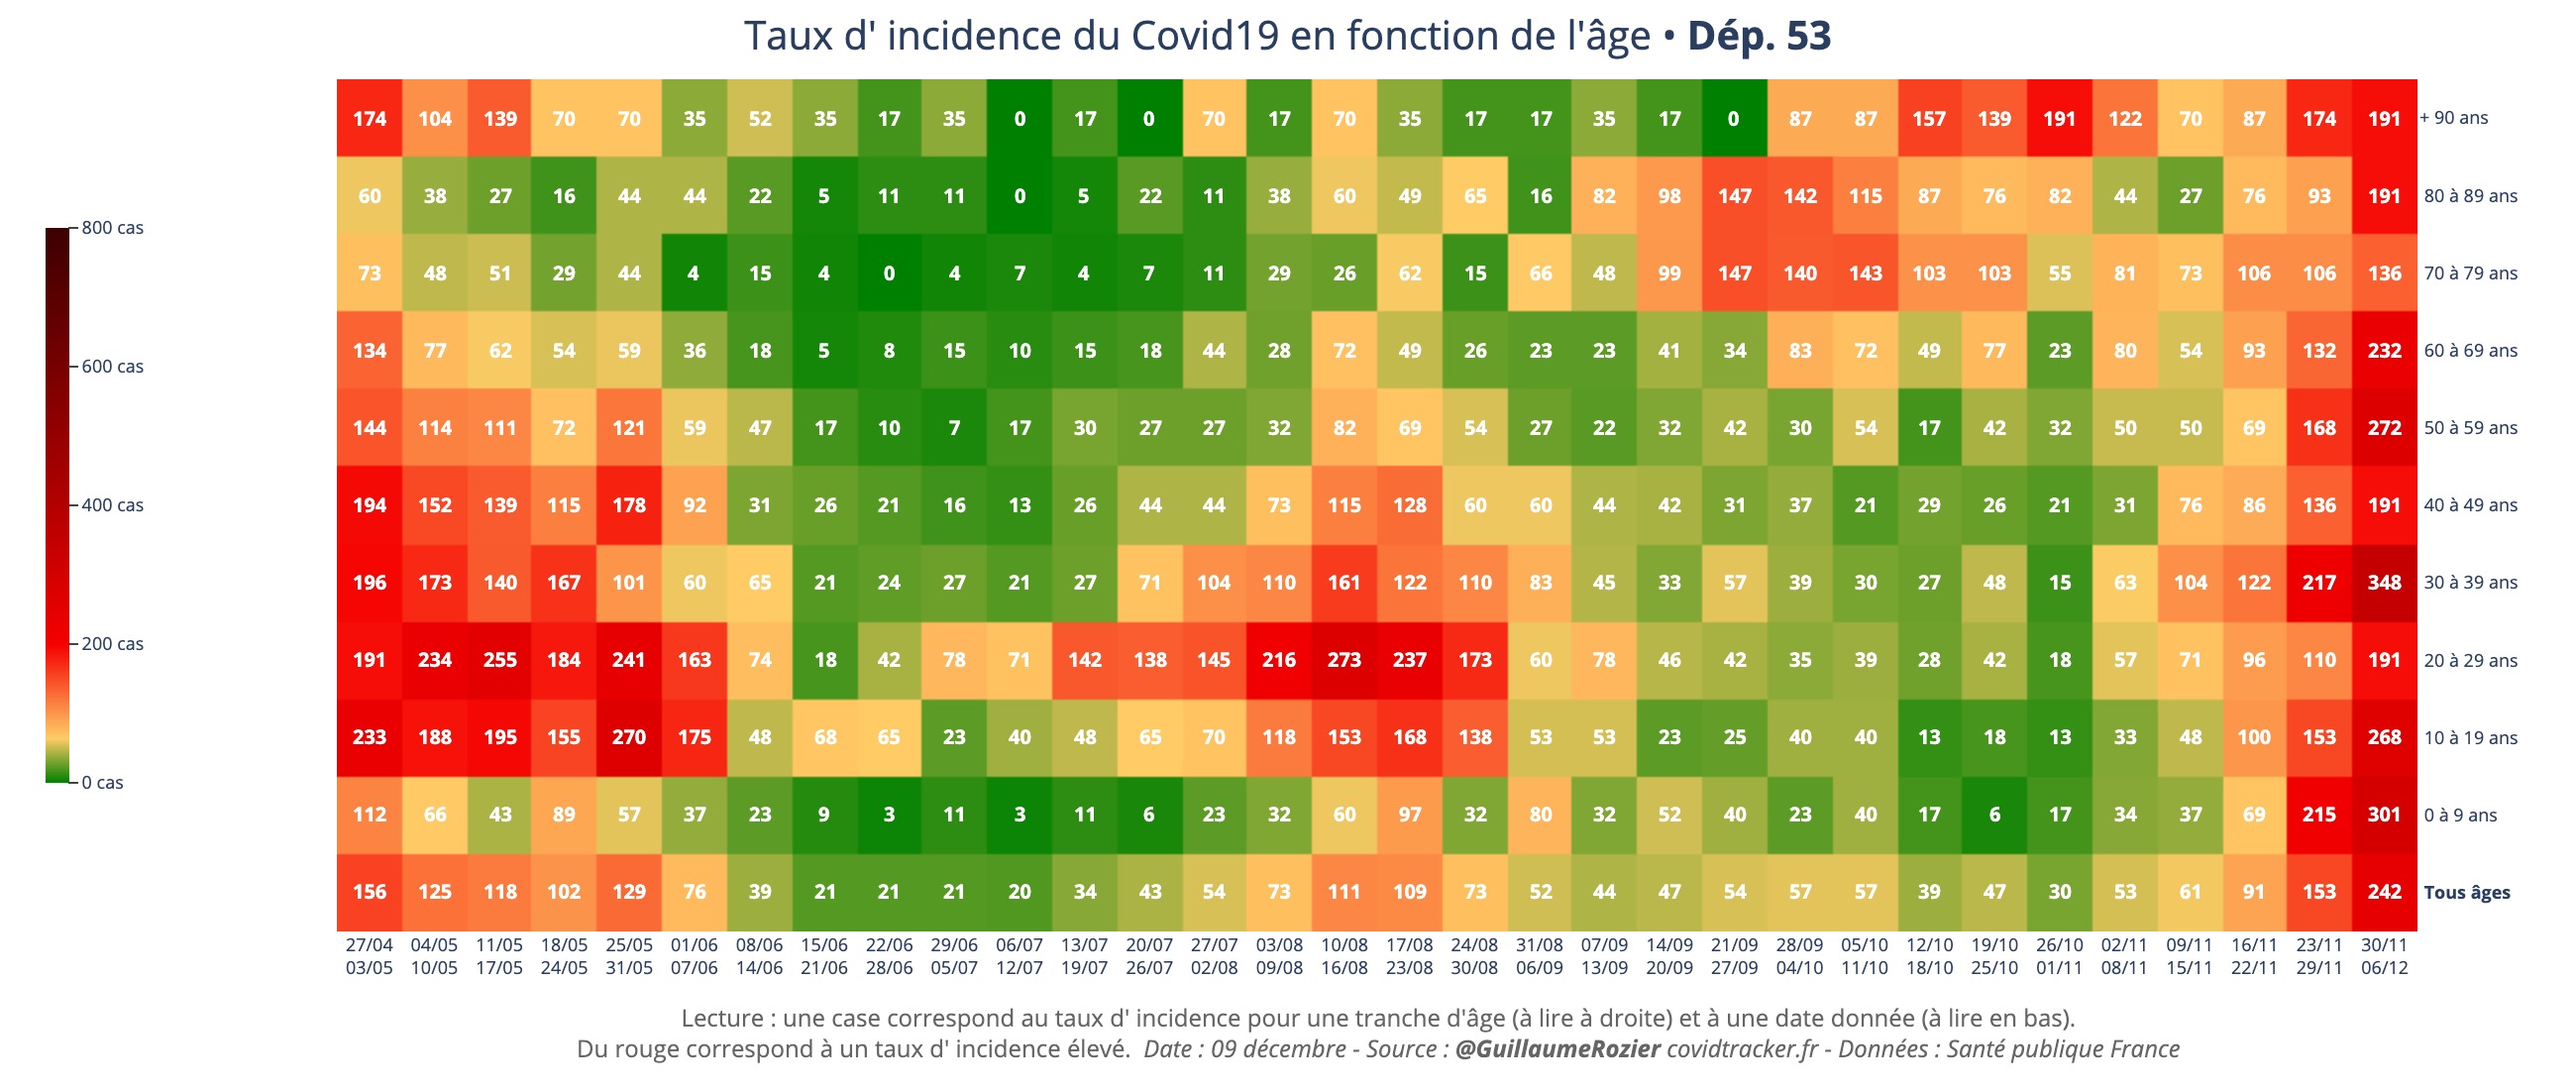 Taux d' incidence du Covid19 en fonction de l'âge • Dép. 53
174 104 139 70 70 35 52 35 17 35 0 17 0 70 17 70 35 17 17 35 17 0 87 87 157 139 191 122 70 87 174 191 + 90 ans
60 38 27 16 44 44 22 5 11 11 0 5 22 11 38 60 49 65 16 82 98 147 142 115 87 76 82 44 27 76 93 191 80 à 89 ans
800 cas
73 48 51 29 44 4 15 4 0 4 7 4 7 11 29 26 62 15 66 48 99 147 140 143 103 103 55 81 73 106 106 136 70 à 79 ans
134 77 62 54 59 36 18 5 8 15 10 15 18 44 28 72 49 26 23 23 41 34 83 72 49 77 23 80 54 93 132 232 60 à 69 ans
600 cas
144 114 111 72 121 59 47 17 10 7 17 30 27 27 32 82 69 54 27 22 32 42 30 54 17 42 32 50 50 69 168 272 50 à 59 ans
400 cas
194 152 139 115 178 92 31 26 21 16 13 26 44 44 73 115 128 60 60 44 42 31 37 21 29 26 21 31 76 86 136 191 40 à 49 ans
196 173 140 167 101 60 65 21 24 27 21 27 71 104 110 161 122 110 83 45 33 57 39 30 27 48 15 63 104 122 217 348 30 à 39 ans
200 cas
191 234 255 184 241 163 74 18 42 78 71 142 138 145 216 273 237 173 60 78 46 42 35 39 28 42 18 57 71 96 110 191 20 à 29 ans
233 188 195 155 270 175 48 68 65 23 40 48 65 70 118 153 168 138 53 53 23 25 40 40 13 18 13 33 48 100 153 268 10 à 19 ans
0 cas
112 66 43 89 57 37 23 9 3 11 3 11 6 23 32 60 97 32 80 32 52 40 23 40 17 6 17 34 37 69 215 301 0 à 9 ans
156 125 118 102 129 76 39 21 21 21 20 34 43 54 73 111 109 73 52 44 47 54 57 57 39 47 30 53 61 91 153 242 Tous âges
27/04 04/05 11/05 18/05 25/05 01/06 08/06 15/06 22/06 29/06 06/07 13/07 20/07 27/07 03/08 10/08 17/08 24/08 31/08 07/09 14/09 21/09 28/09 05/10 12/10 19/10 26/10 02/11 09/11 16/11 23/11 30/11
03/05 10/05 17/05 24/05 31/05 07/06 14/06 21/06 28/06 05/07 12/07 19/07 26/07 02/08 09/08 16/08 23/08 30/08 06/09 13/09 20/09 27/09 04/10 11/10 18/10 25/10 01/11 08/11 15/11 22/11 29/11 06/12
Lecture : une case correspond au taux d' incidence pour une tranche d'âge (à lire à droite) et à une date donnée (à lire en bas).
Du rouge correspond à un taux d' incidence élevé. Date : 09 décembre - Source : @GuillaumeRozier covidtracker.fr - Données : Santé publique France